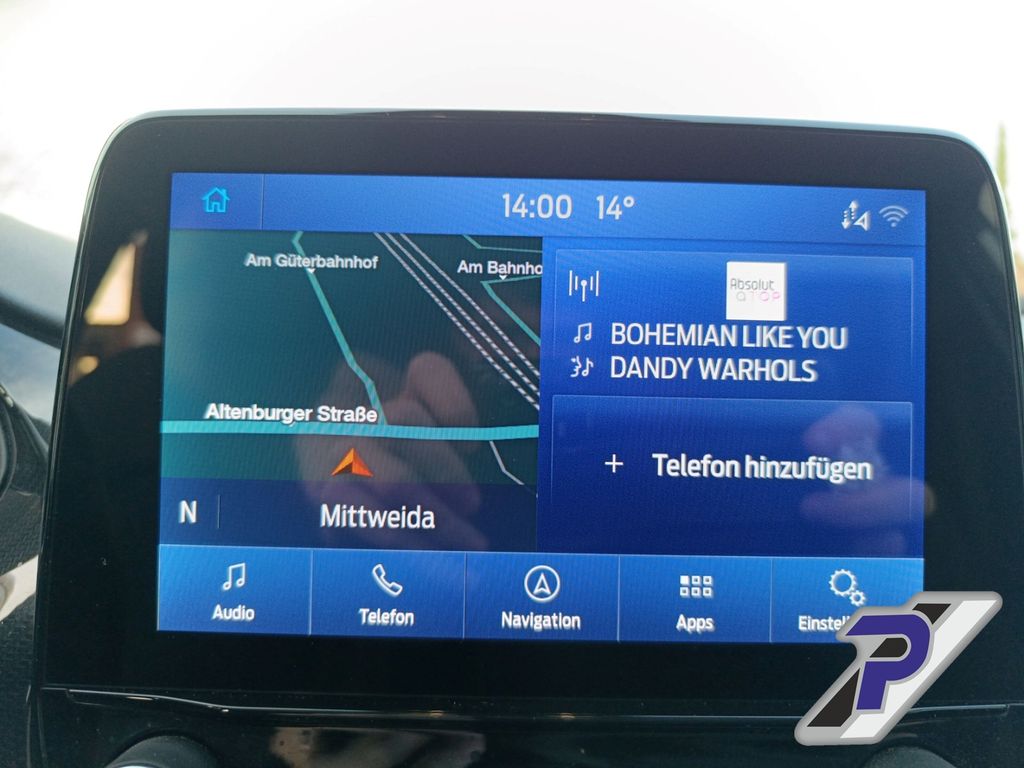 14:00 14°
Am Güterbahnhof
Am Bahnho
Altenburger Straße
N
Mittweida
Absolut
TOP
BOHEMIAN LIKE YOU
DANDY WARHOLS
+ Telefon hinzufügen
Audio
Telefon
Navigation
Apps
Einstel
P